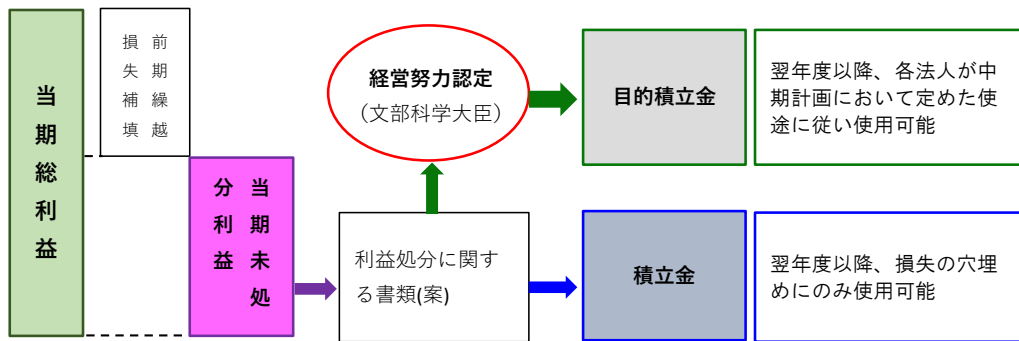 当期総利益
前期繰越
損失補填
当期未処
分利益
利益処分に関す
る書類(案)
経営努力認定
（文部科学大臣）
目的積立金
翌年度以降、各法人が中
期計画において定めた使
途に従い使用可能
積立金
翌年度以降、損失の穴埋
めにのみ使用可能